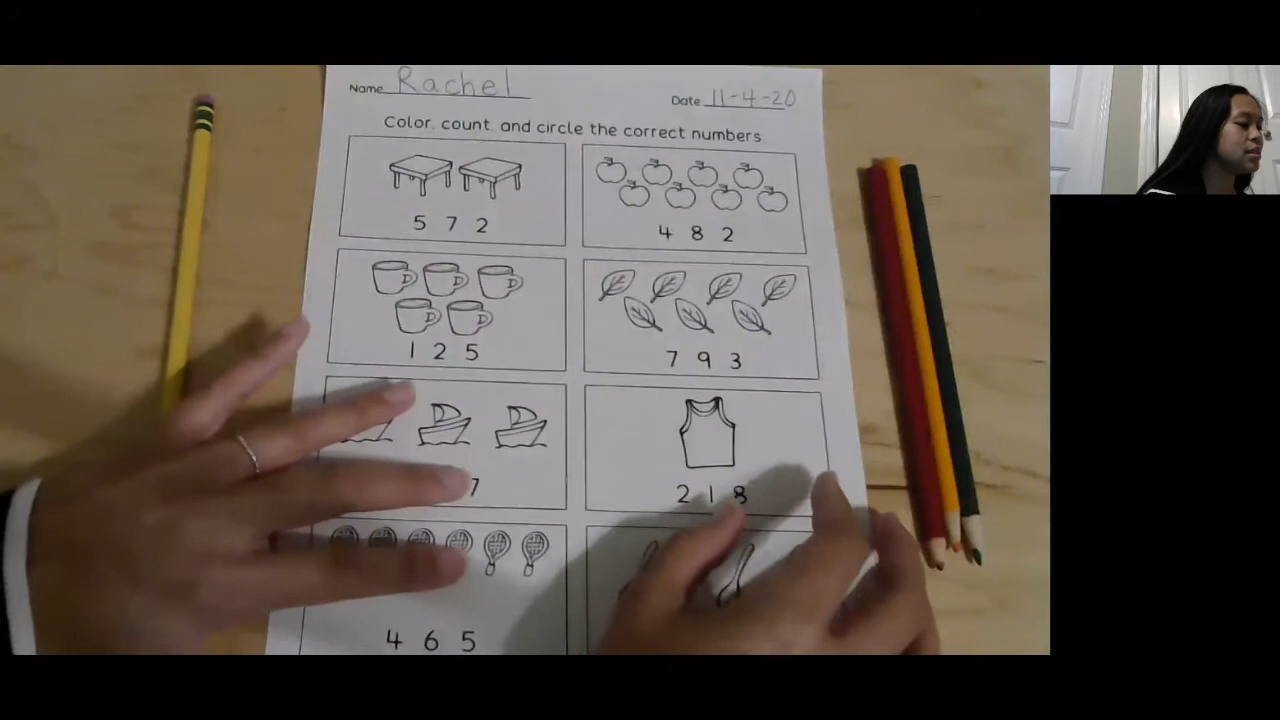 Name Rachel
Date 11-4-20
Color, count, and circle the correct numbers.
5 7 2
4 8 2
1 2 5
7 9 3
7
2 1 8
4 6 5